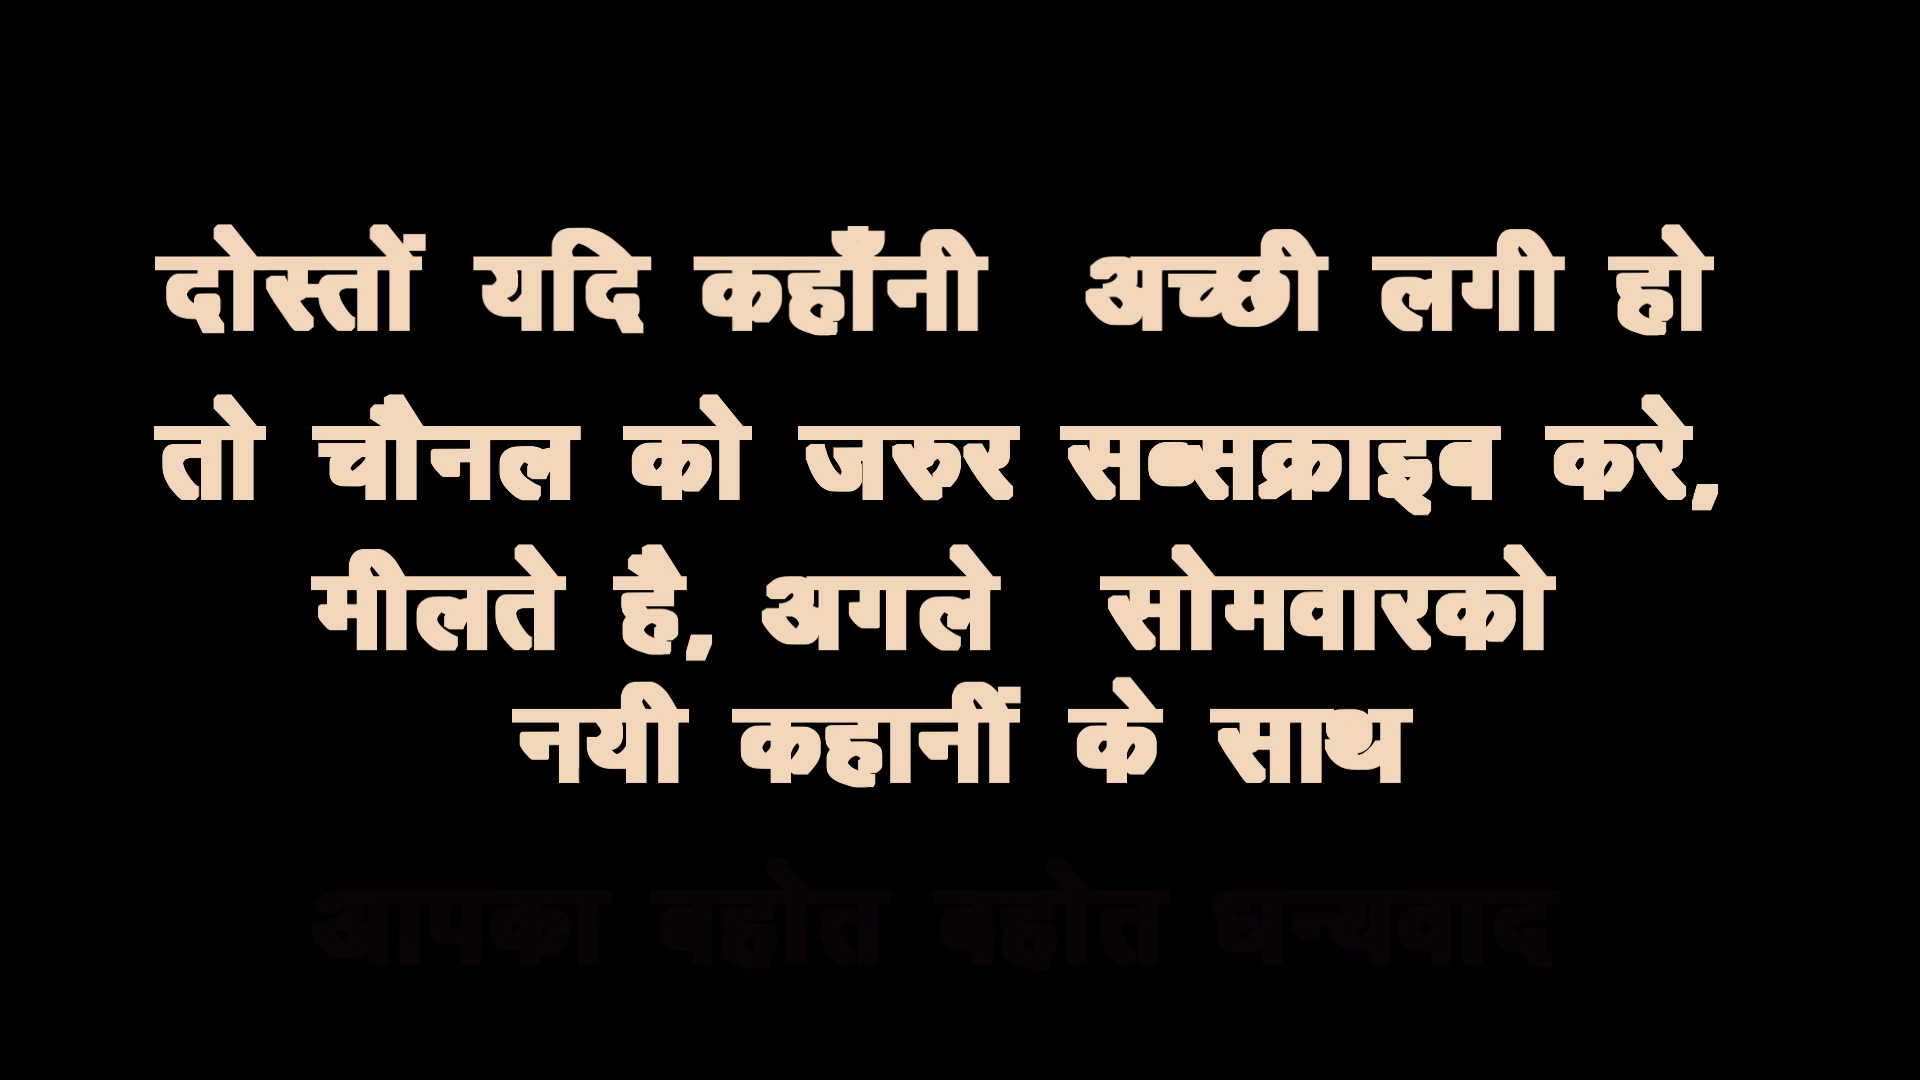 दोस्तों यदि कहाँनी अच्छी लगी हो
तो चौनल को जरुर सब्सक्राइब करे,
मीलते है, अगले सोमवारको
नयी कहानीं के साथ
आपका बहोत बहोत धन्यवाद